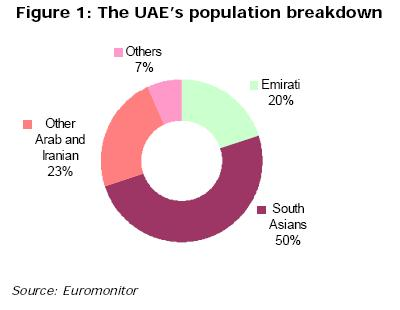 Figure 1: The UAE's population breakdown
Others
7%
Emirati
20%
Other
Arab and
Iranian
23%
South
Asians
50%
Source: Euromonitor